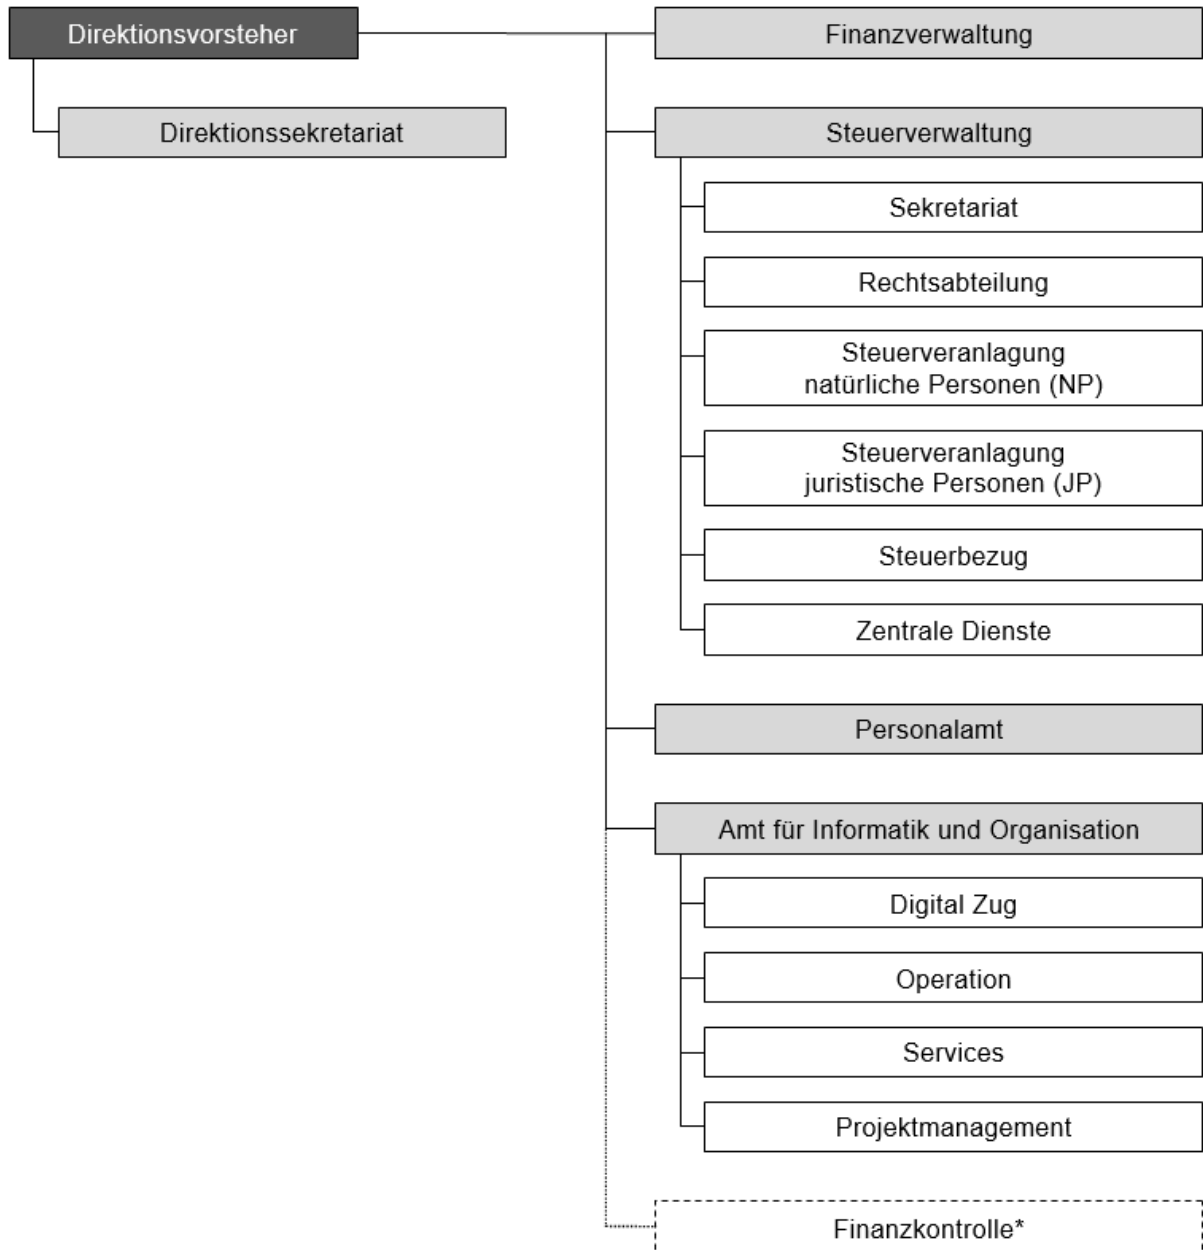 Direktionsvorsteher
Direktionssekretariat
Finanzverwaltung
Steuerverwaltung
Sekretariat
Rechtsabteilung
Steuerveranlagung
natürliche Personen (NP)
Steuerveranlagung
juristische Personen (JP)
Steuerbezug
Zentrale Dienste
Personalamt
Amt für Informatik und Organisation
Digital Zug
Operation
Services
Projektmanagement
Finanzkontrolle*